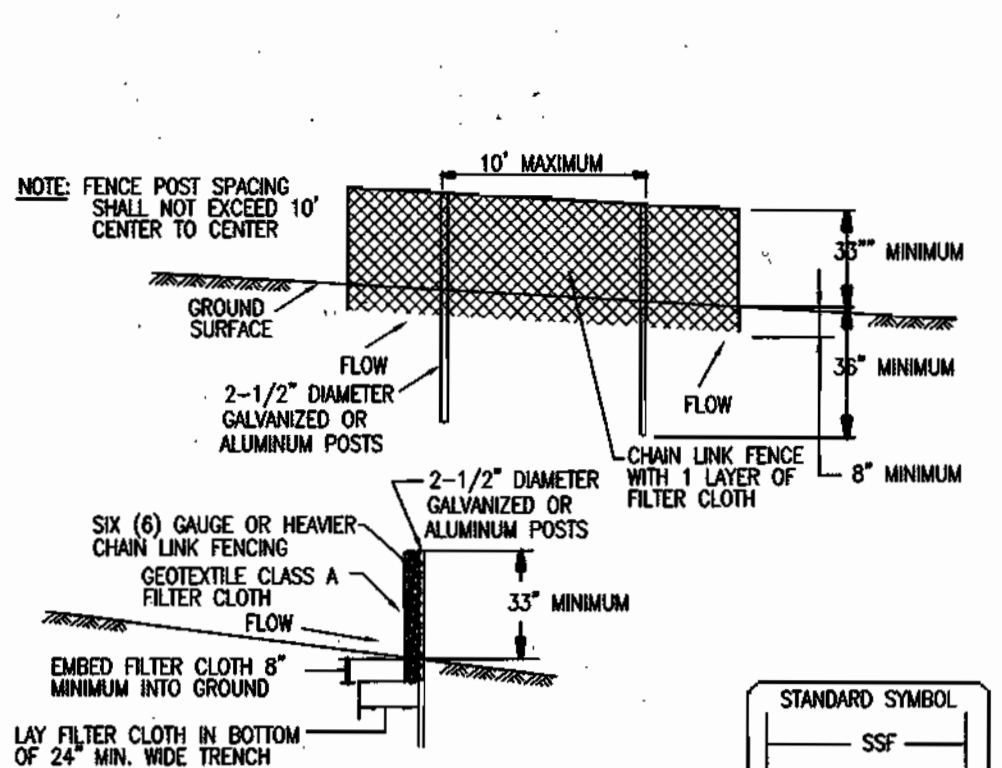 10' MAXIMUM
NOTE: FENCE POST SPACING
SHALL NOT EXCEED 10'
CENTER TO CENTER
33"" MINIMUM
GROUND
SURFACE
FLOW
36" MINIMUM
2-1/2" DIAMETER
GALVANIZED OR
ALUMINUM POSTS
FLOW
CHAIN LINK FENCE
WITH 1 LAYER OF
FILTER CLOTH
8" MINIMUM
2-1/2" DIAMETER
GALVANIZED OR
ALUMINUM POSTS
SIX (6) GAUGE OR HEAVIER
CHAIN LINK FENCING
GEOTEXTILE CLASS A
FILTER CLOTH
33" MINIMUM
FLOW
EMBED FILTER CLOTH 8"
MINIMUM INTO GROUND
LAY FILTER CLOTH IN BOTTOM
OF 24" MIN. WIDE TRENCH
STANDARD SYMBOL
SSF